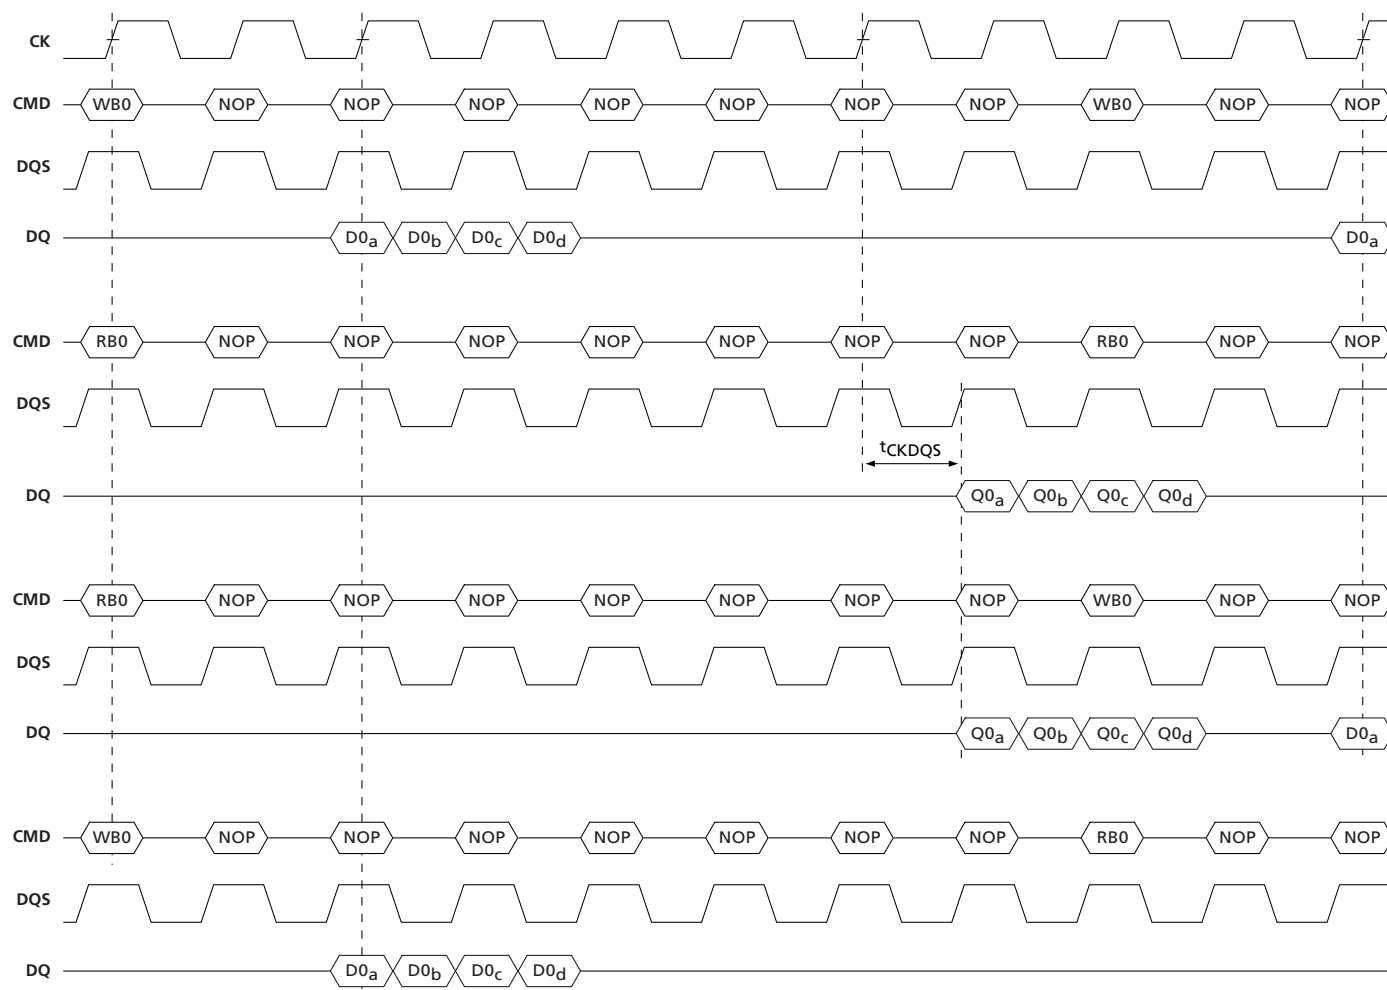 CK
CMD WB0 NOP NOP NOP NOP NOP NOP NOP WB0 NOP NOP
DQS
DQ D0a D0b D0c D0d D0a
CMD RB0 NOP NOP NOP NOP NOP NOP NOP RB0 NOP NOP
DQS
tCKDQS
DQ Q0a Q0b Q0c Q0d
CMD RB0 NOP NOP NOP NOP NOP NOP NOP WB0 NOP NOP
DQS
DQ Q0a Q0b Q0c Q0d D0a
CMD WB0 NOP NOP NOP NOP NOP NOP NOP RB0 NOP NOP
DQS
DQ D0a D0b D0c D0d